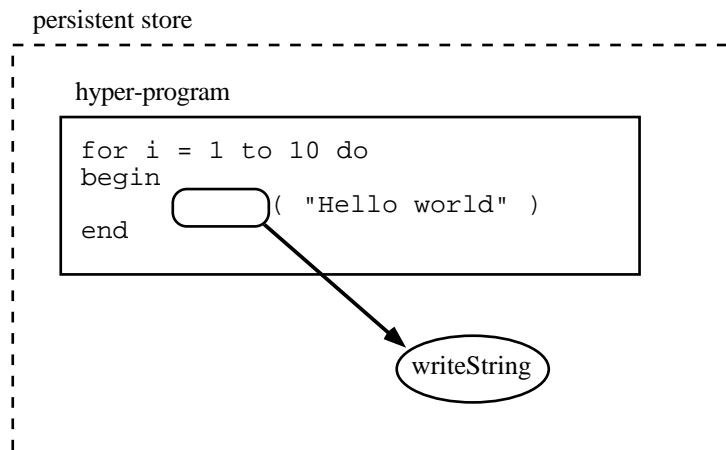 persistent store
hyper-program
for i = 1 to 10 do
begin
( "Hello world" )
end
writeString